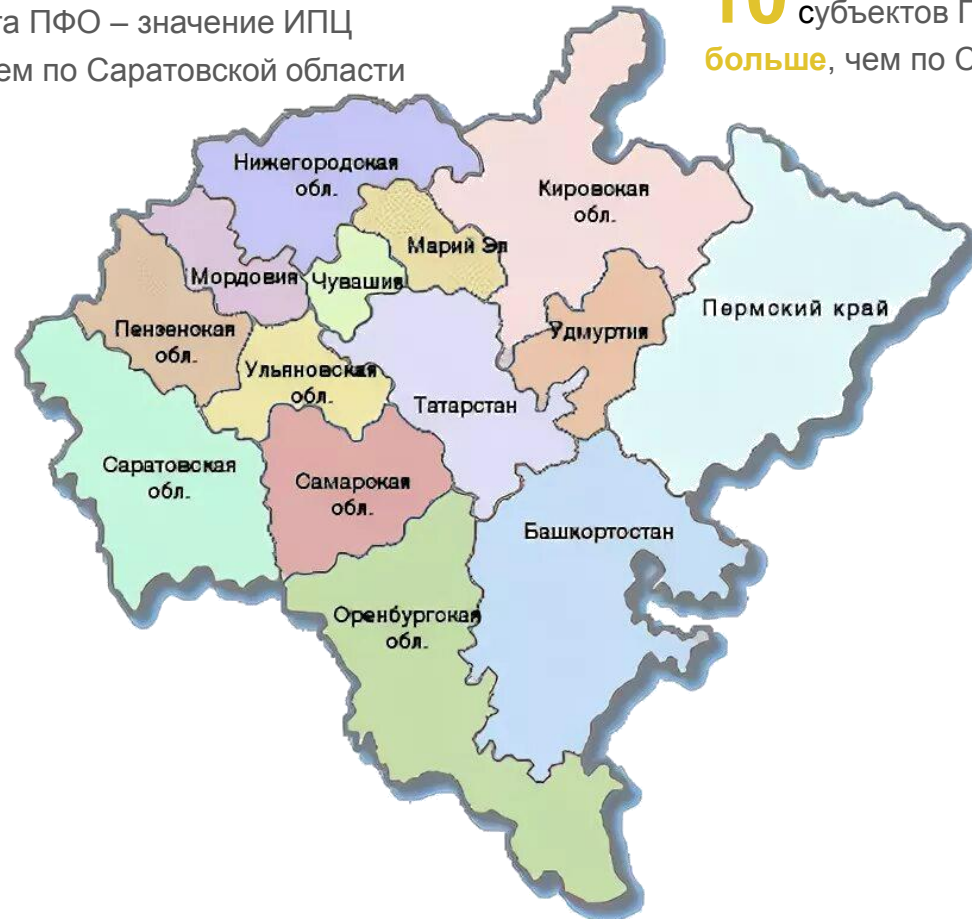 та ПФО – значение ИПЦ
ем по Саратовской области
10 субъектов П
больше, чем по С
Нижегородская
обл.
Кировская
обл.
Марий Эл
Мордовия
Чувашия
Пермский край
Пензенская
обл.
Удмуртия
Ульяновская
обл.
Татарстан
Саратовская
обл.
Самарская
обл.
Башкортостан
Оренбургская
обл.